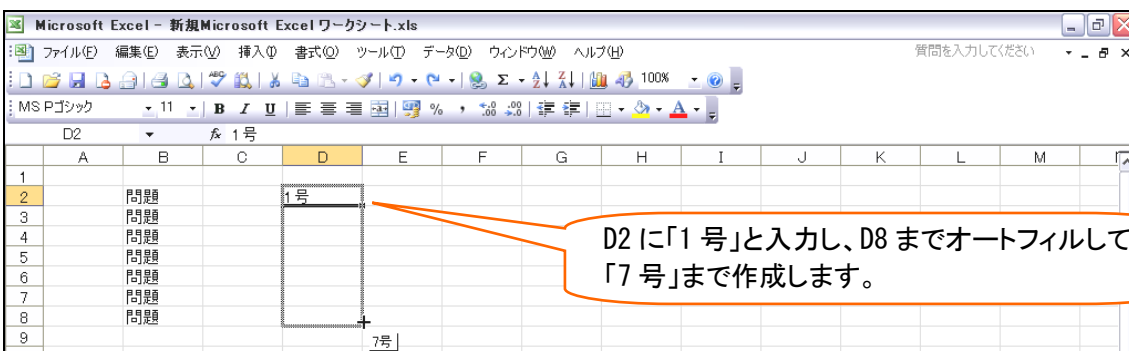 Microsoft Excel - 新規Microsoft Excel ワークシート.xls
ファイル(F) 編集(E) 表示(V) 挿入(I) 書式(O) ツール(T) データ(D) ウィンドウ(W) ヘルプ(H) 質問を入力してください
100%
MS Pゴシック 11 B I U % ,
D2 fx 1号
A B C D E F G H I J K L M
1
2 問題 1号
3 問題
4 問題
5 問題
6 問題
7 問題
8 問題
9 7号
D2 に「1 号」と入力し、D8 までオートフィルして
「7 号」まで作成します。